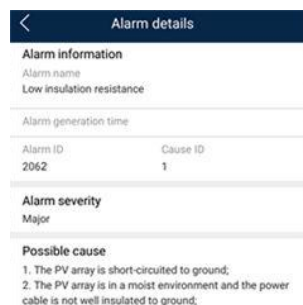 Alarm details
Alarm information
Alarm name
Low insulation resistance
Alarm generation time
Alarm ID
Cause ID
2062
1
Alarm severity
Major
Possible cause
1. The PV array is short-circuited to ground;
2. The PV array is in a moist environment and the power
cable is not well insulated to ground;